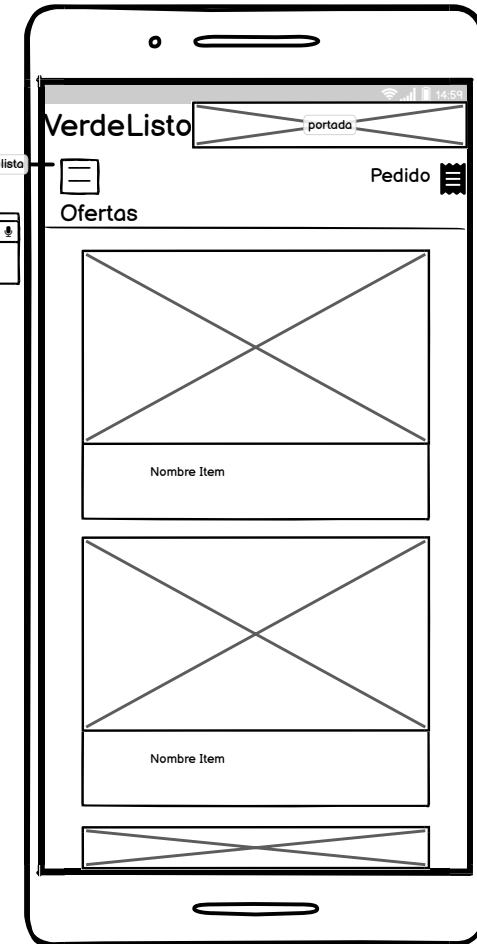 14:59
VerdeListo
portada
lista
Pedido
Ofertas
Nombre Item
Nombre Item